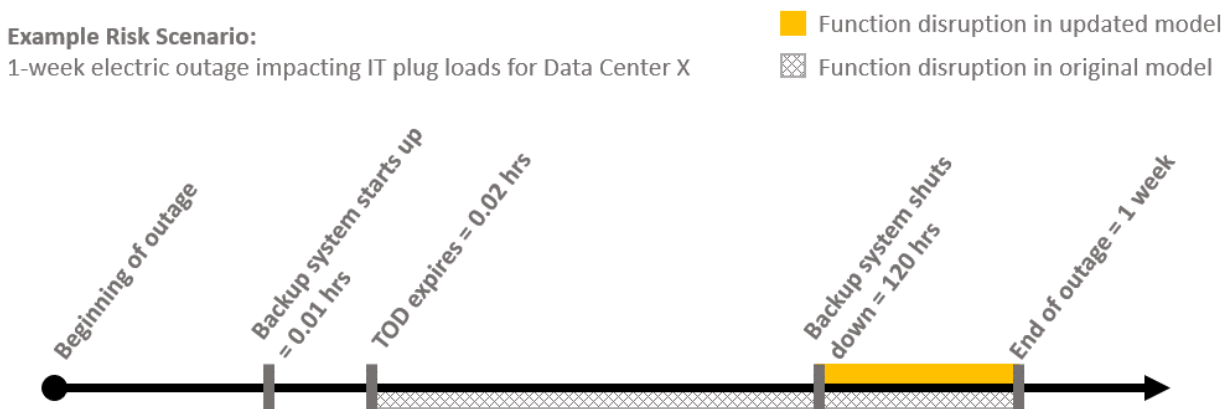 Example Risk Scenario:
1-week electric outage impacting IT plug loads for Data Center X
Function disruption in updated model
Function disruption in original model
Beginning of outage
Backup system starts up
= 0.01 hrs
TOD expires = 0.02 hrs
Backup system shuts
down = 120 hrs
End of outage = 1 week